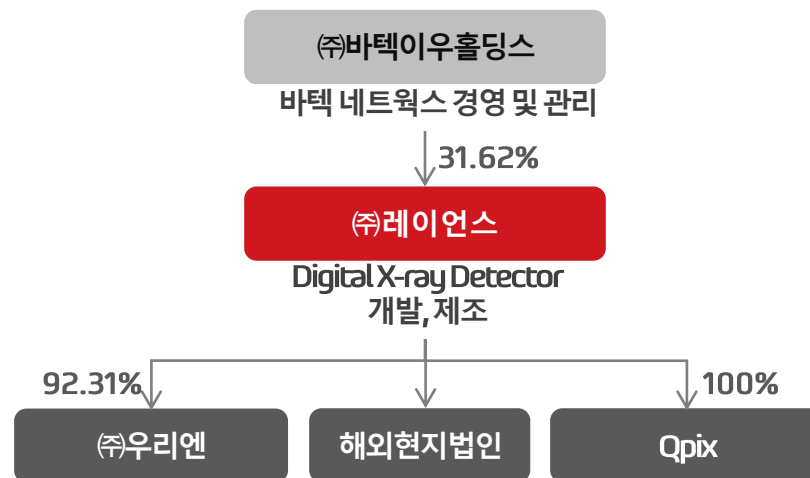 ㈜바텍이우홀딩스
바텍 네트웍스 경영 및 관리
31.62%
㈜레이언스
Digital X-ray Detector
개발, 제조
92.31%
100%
㈜우리엔
해외현지법인
Qpix